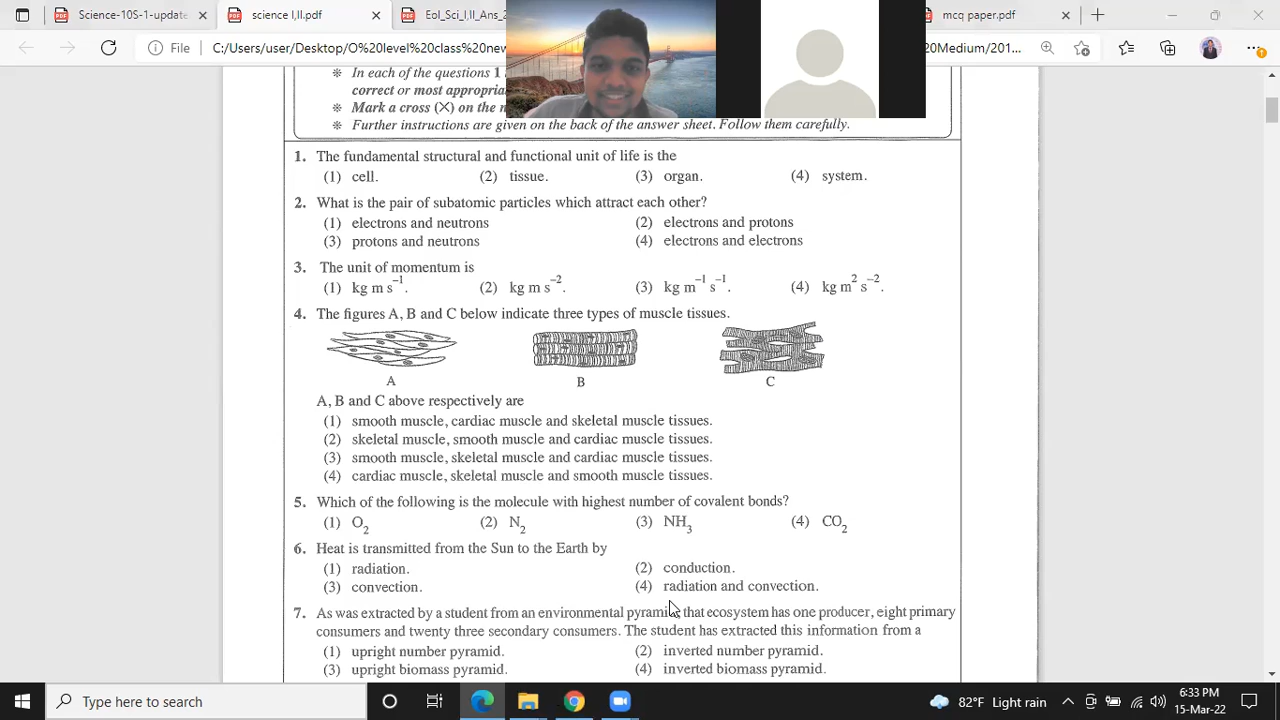 Science-10S-1-update
science I,II.pdf
Eol_Sci_I,II_Ans_2
mcq paper.pdf
File
C:/Users/user/Desktop/O%20level%20class%20new
20Medium/201...
※ In each of the questions 1
correct or most appropria
※ Mark a cross (×) on the n
※ Further instructions are given on the back of the answer sheet. Follow them carefully.
1. The fundamental structural and functional unit of life is the
(1) cell. (2) tissue. (3) organ. (4) system.
2. What is the pair of subatomic particles which attract each other?
(1) electrons and neutrons (2) electrons and protons
(3) protons and neutrons (4) electrons and electrons
3. The unit of momentum is
(1) kg m s⁻¹. (2) kg m s⁻². (3) kg m⁻¹ s⁻¹. (4) kg m² s⁻².
4. The figures A, B and C below indicate three types of muscle tissues.
A B C
A, B and C above respectively are
(1) smooth muscle, cardiac muscle and skeletal muscle tissues.
(2) skeletal muscle, smooth muscle and cardiac muscle tissues.
(3) smooth muscle, skeletal muscle and cardiac muscle tissues.
(4) cardiac muscle, skeletal muscle and smooth muscle tissues.
5. Which of the following is the molecule with highest number of covalent bonds?
(1) O₂ (2) N₂ (3) NH₃ (4) CO₂
6. Heat is transmitted from the Sun to the Earth by
(1) radiation. (2) conduction.
(3) convection. (4) radiation and convection.
7. As was extracted by a student from an environmental pyramid that ecosystem has one producer, eight primary
consumers and twenty three secondary consumers. The student has extracted this information from a
(1) upright number pyramid. (2) inverted number pyramid.
(3) upright biomass pyramid. (4) inverted biomass pyramid.
Type here to search
82°F Light rain
6:33 PM
15-Mar-22